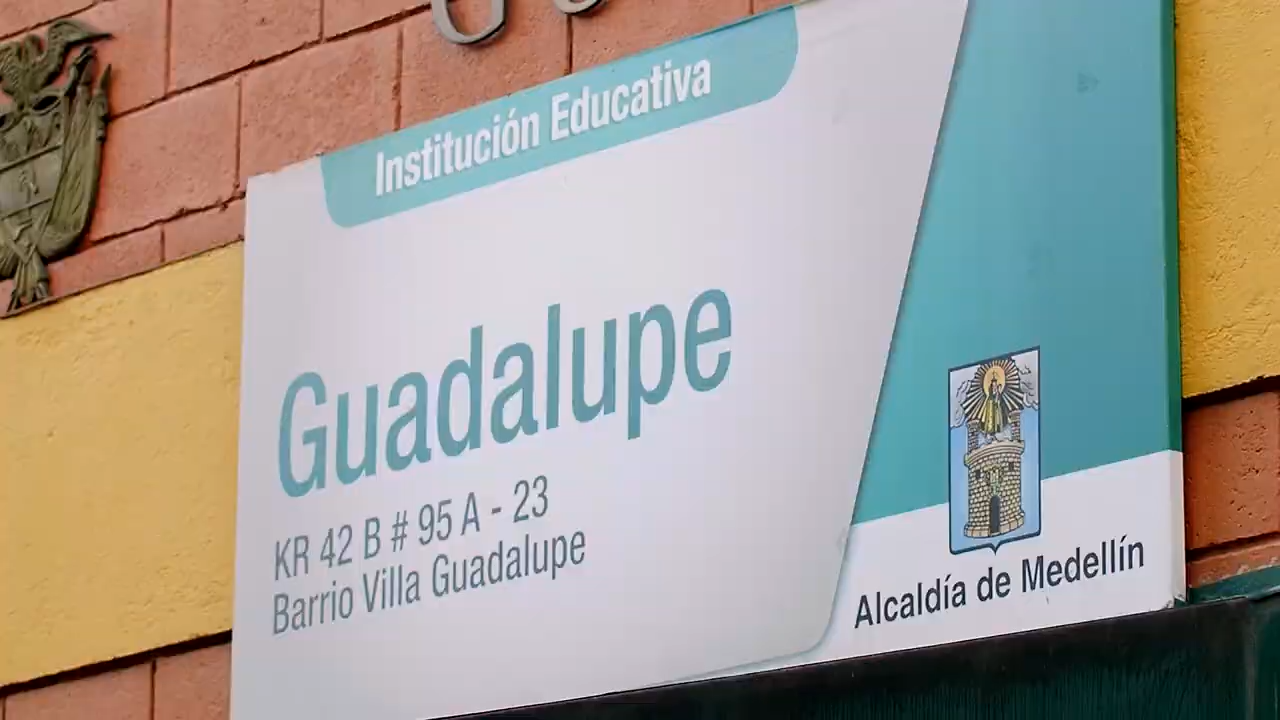 Institución Educativa
Guadalupe
KR 42 B # 95 A - 23
Barrio Villa Guadalupe
Alcaldía de Medellín